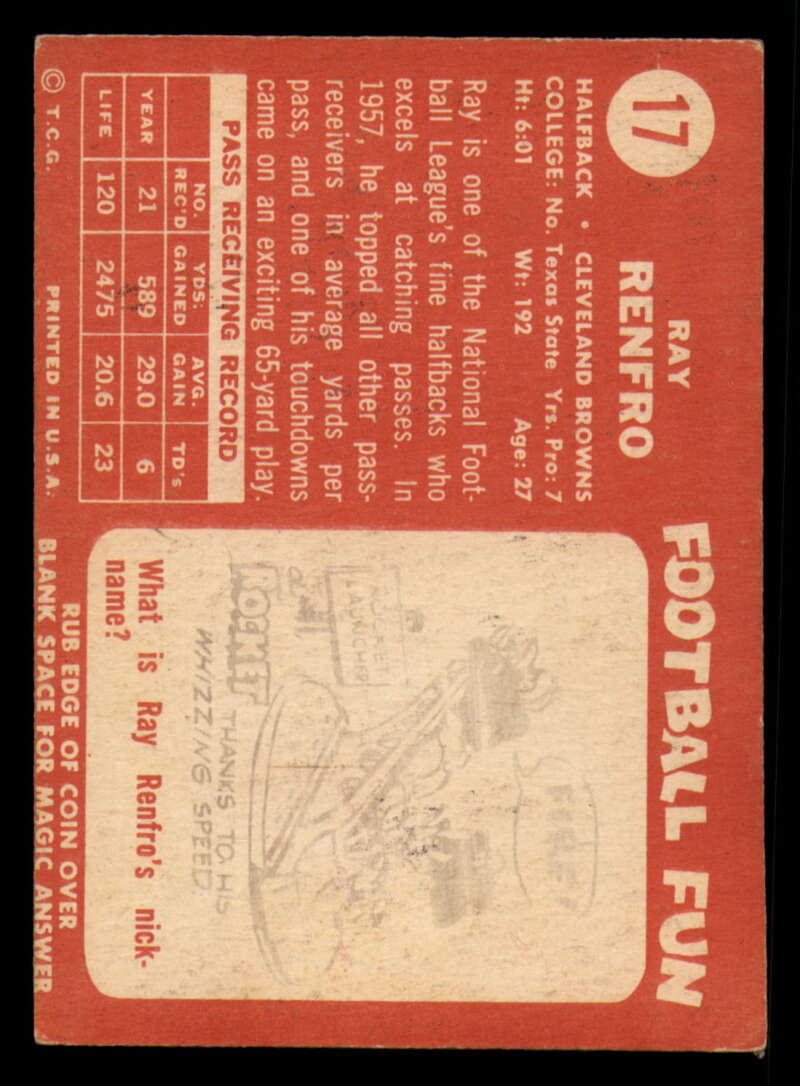 17
RAY
RENFRO
HALFBACK • CLEVELAND BROWNS
COLLEGE: No. Texas State Yrs. Pro: 7
Ht: 6:01 Wt: 192 Age: 27
Ray is one of the National Foot-
ball League's fine halfbacks who
excels at catching passes. In
1957, he topped all other pass-
receivers in average yards per
pass, and one of his touchdowns
came on an exciting 65-yard play.
PASS RECEIVING RECORD
NO. REC'D YDS: GAINED AVG. GAIN TD's
YEAR 21 589 29.0 6
LIFE 120 2475 20.6 23
© T.C.G. PRINTED IN U.S.A.
FOOTBALL FUN
FIRE!
ROCKET
LAUNCHER
ROCKET THANKS TO HIS
WHIZZING SPEED.
What is Ray Renfro's nick-
name?
RUB EDGE OF COIN OVER
BLANK SPACE FOR MAGIC ANSWER